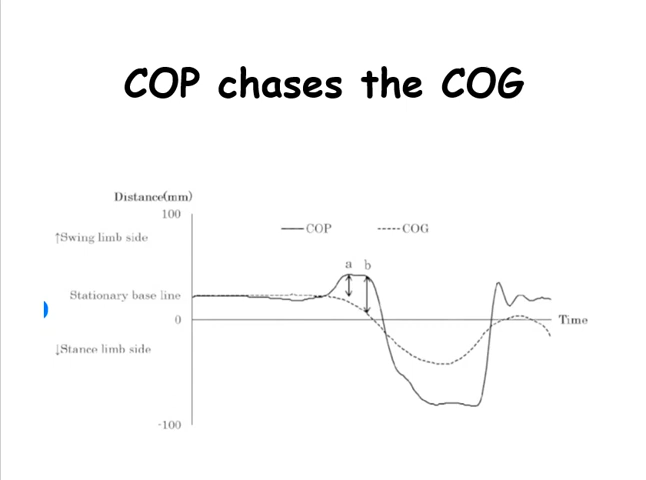 COP chases the COG
Distance(mm)
100
↑Swing limb side
COP
COG
a b
Stationary base line
0
Time
↓Stance limb side
-100